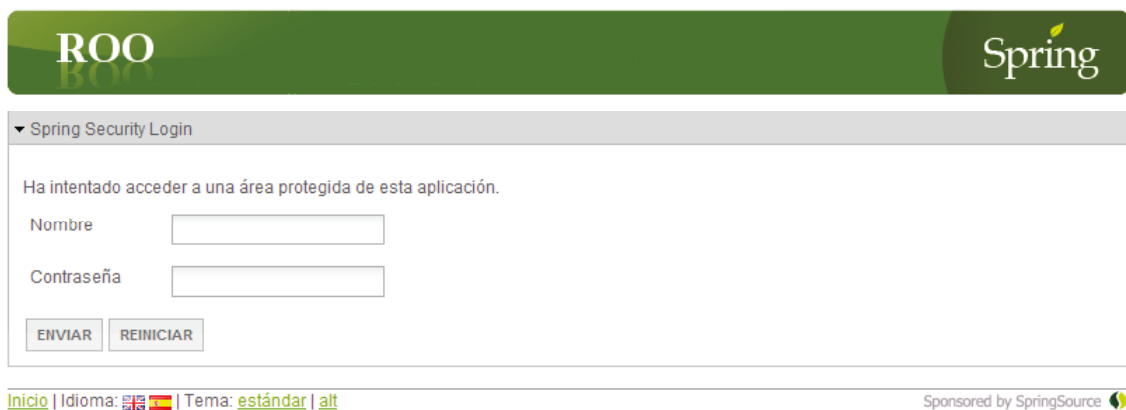 ROO
Spring
Spring Security Login
Ha intentado acceder a una área protegida de esta aplicación.
Nombre
Contraseña
ENVIAR REINICIAR
Inicio | Idioma: | Tema: estándar | alt
Sponsored by SpringSource